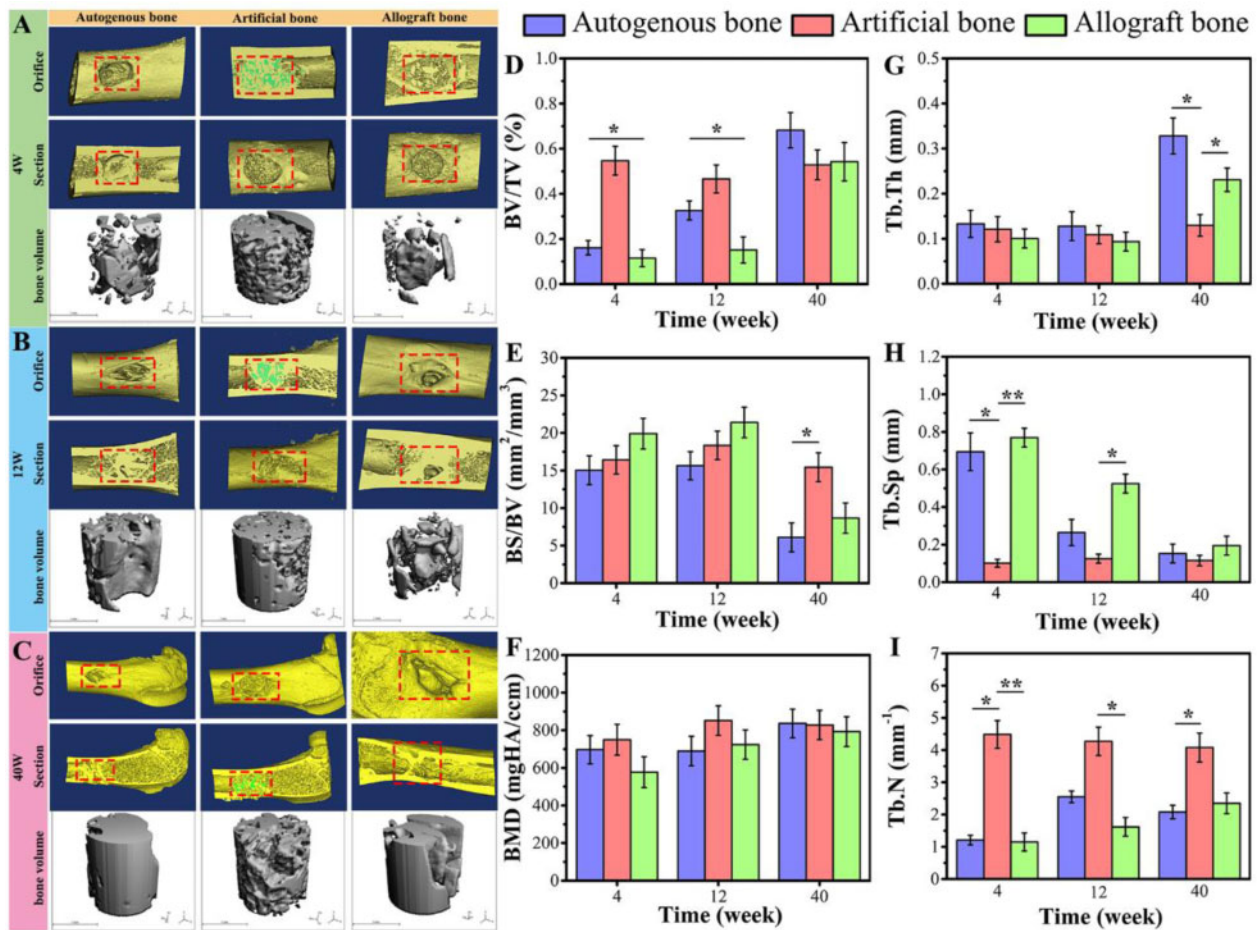 Autogenous bone Artificial bone Allograft bone
A
Orifice
4W
Section
bone volume
B
Orifice
12W
Section
bone volume
C
Orifice
40W
Section
bone volume
Autogenous bone Artificial bone Allograft bone
D
BV/TV (%)
1.0
0.8
0.6
0.4
0.2
0.0
* *
4 12 40
Time (week)
G
Tb.Th (mm)
0.5
0.4
0.3
0.2
0.1
0.0
* *
4 12 40
Time (week)
E
BS/BV (mm²/mm³)
30
25
20
15
10
5
0
*
4 12 40
Time (week)
H
Tb.Sp (mm)
1.2
1.0
0.8
0.6
0.4
0.2
0.0
* ** *
4 12 40
Time (week)
F
BMD (mgHA/ccm)
1200
1000
800
600
400
200
0
4 12 40
Time (week)
I
Tb.N (mm⁻¹)
7
6
5
4
3
2
1
0
* ** * *
4 12 40
Time (week)